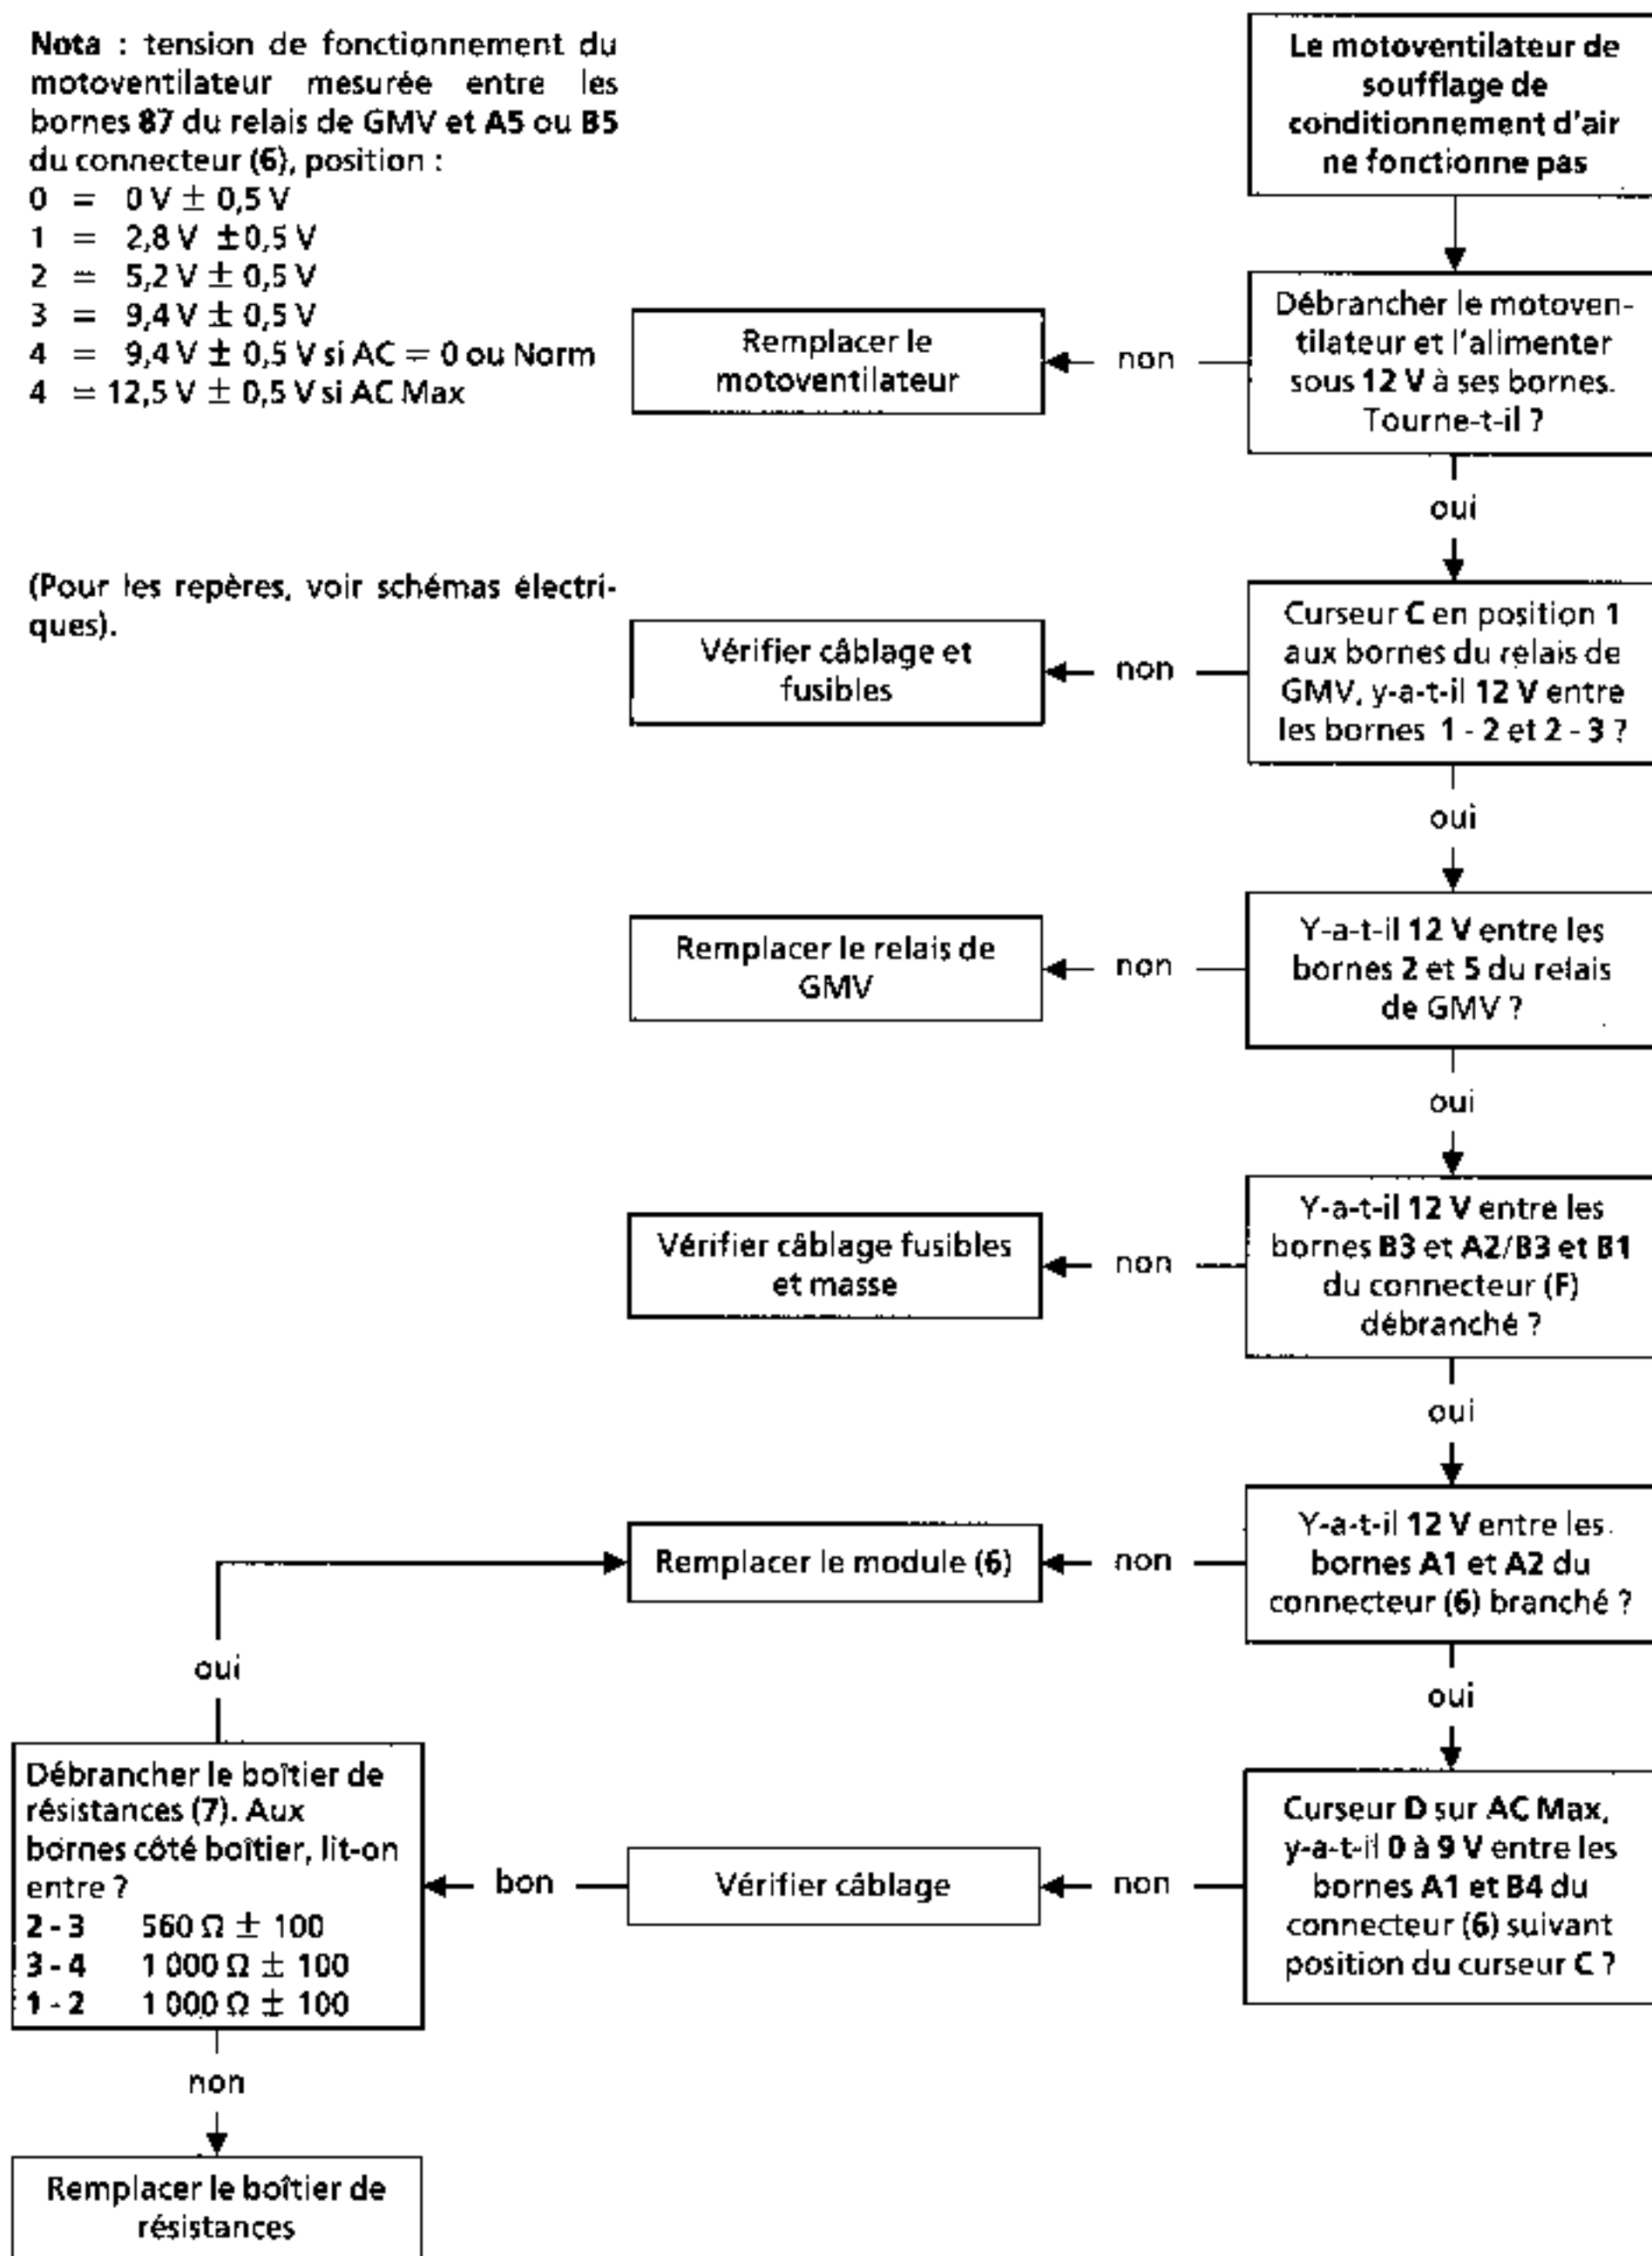 Nota : tension de fonctionnement du
motoventilateur mesurée entre les
bornes 87 du relais de GMV et A5 ou B5
du connecteur (6), position :
0 = 0 V ± 0,5 V
1 = 2,8 V ±0,5 V
2 = 5,2 V ± 0,5 V
3 = 9,4 V ± 0,5 V
4 = 9,4 V ± 0,5 V si AC = 0 ou Norm
4 = 12,5 V ± 0,5 V si AC Max
(Pour les repères, voir schémas électri-
ques).
Le motoventilateur de
soufflage de
conditionnement d'air
ne fonctionne pas
Débrancher le motoven-
tilateur et l'alimenter
sous 12 V à ses bornes.
Tourne-t-il ?
non
Remplacer le
motoventilateur
oui
Curseur C en position 1
aux bornes du relais de
GMV, y-a-t-il 12 V entre
les bornes 1 - 2 et 2 - 3 ?
non
Vérifier câblage et
fusibles
oui
Y-a-t-il 12 V entre les
bornes 2 et 5 du relais
de GMV ?
non
Remplacer le relais de
GMV
oui
Y-a-t-il 12 V entre les
bornes B3 et A2/B3 et B1
du connecteur (F)
débranché ?
non
Vérifier câblage fusibles
et masse
oui
Y-a-t-il 12 V entre les
bornes A1 et A2 du
connecteur (6) branché ?
non
Remplacer le module (6)
oui
Curseur D sur AC Max,
y-a-t-il 0 à 9 V entre les
bornes A1 et B4 du
connecteur (6) suivant
position du curseur C ?
non
Vérifier câblage
bon
Débrancher le boîtier de
résistances (7). Aux
bornes côté boîtier, lit-on
entre ?
2 - 3 560 Ω ± 100
3 - 4 1 000 Ω ± 100
1 - 2 1 000 Ω ± 100
oui
non
Remplacer le boîtier de
résistances